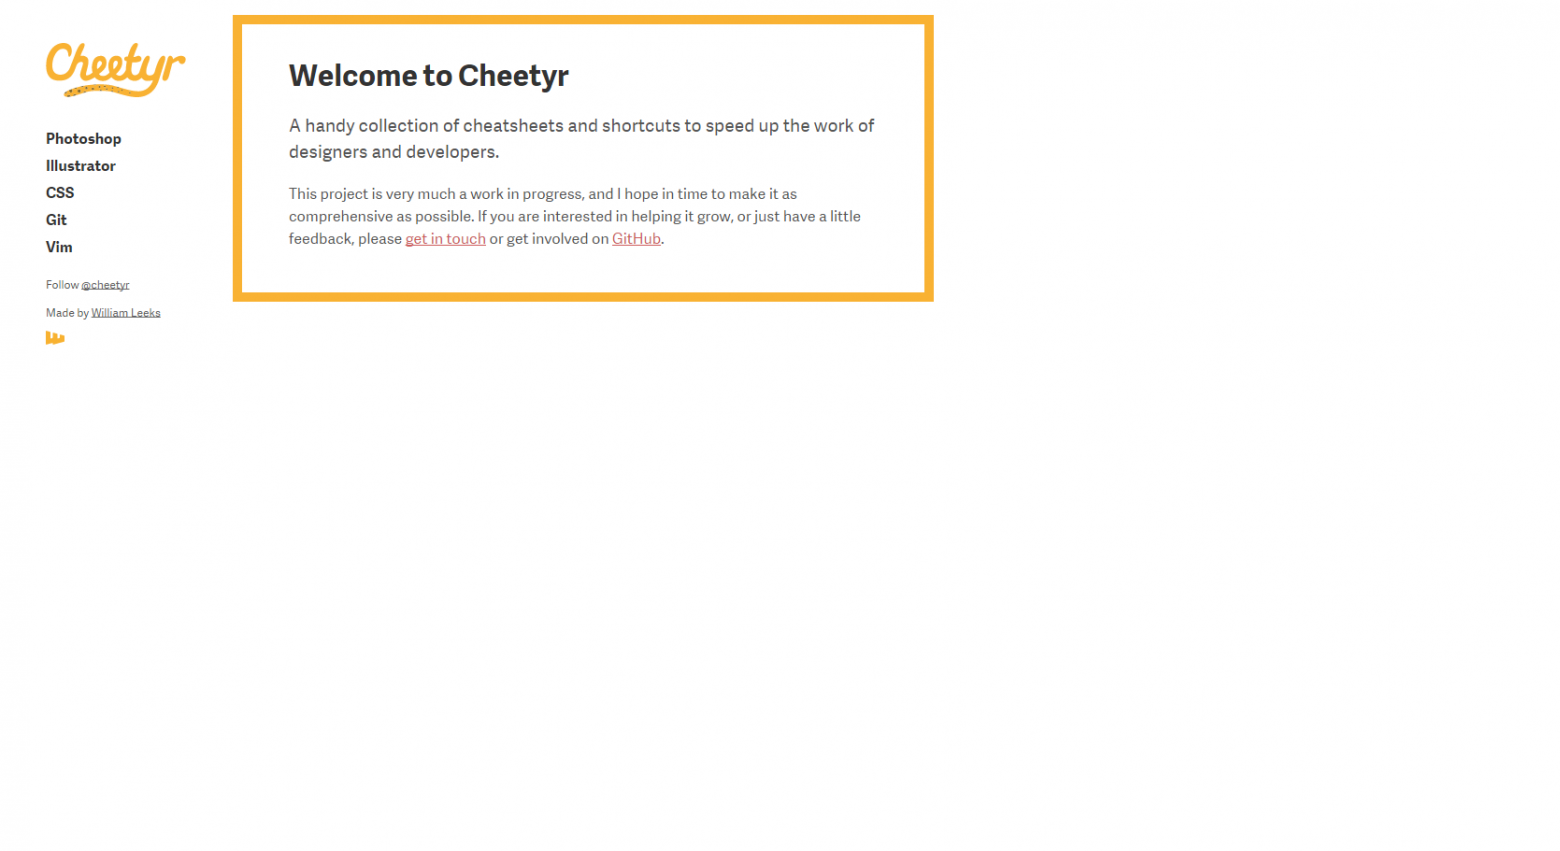 Cheetyr
Photoshop
Illustrator
CSS
Git
Vim
Follow @cheetyr
Made by William Leeks
Welcome to Cheetyr
A handy collection of cheatsheets and shortcuts to speed up the work of
designers and developers.
This project is very much a work in progress, and I hope in time to make it as
comprehensive as possible. If you are interested in helping it grow, or just have a little
feedback, please get in touch or get involved on GitHub.